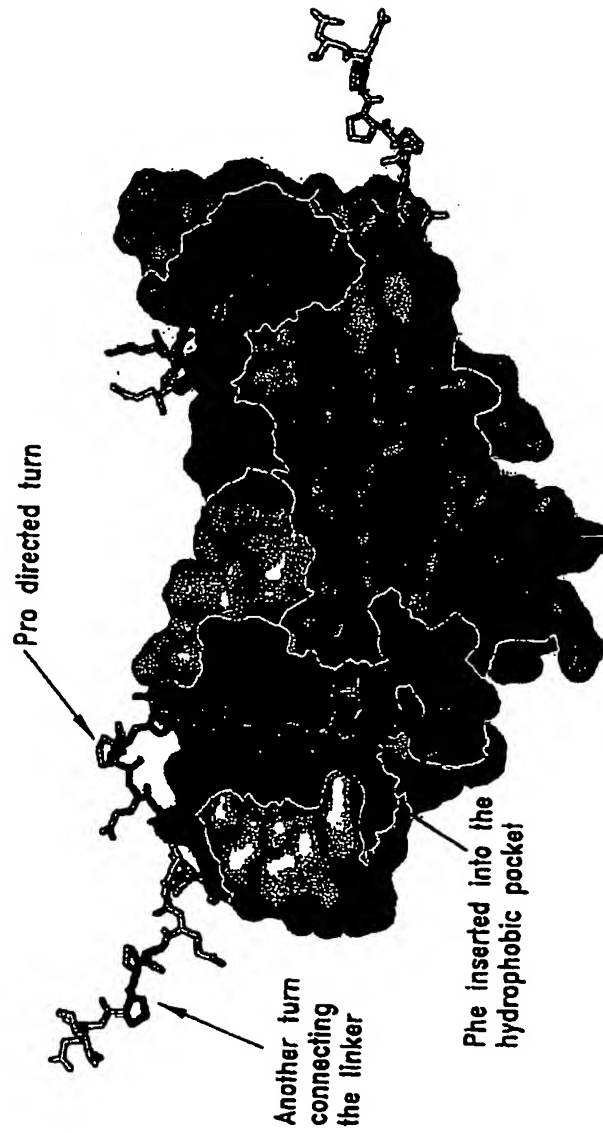 Pro directed turn
Another turn
connecting
the linker
Phe inserted into the
hydrophobic pocket